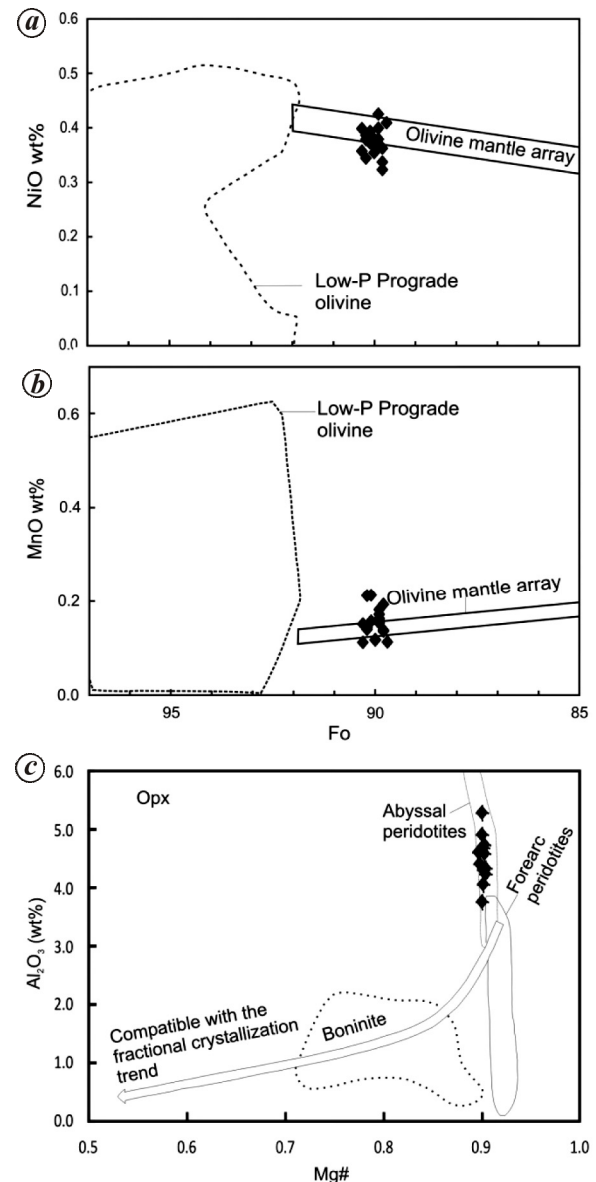 a
0.6
0.5
0.4
0.3
0.2
0.1
0.0
NiO wt%
Olivine mantle array
Low-P Prograde
olivine
b
0.6
0.4
0.2
0.0
MnO wt%
Low-P Prograde
olivine
Olivine mantle array
95
90
85
Fo
c
6.0
5.0
4.0
3.0
2.0
1.0
0.0
Al₂O₃ (wt%)
Opx
Abyssal
peridotites
Forearc
peridotites
Compatible with the
fractional crystallization
trend
Boninite
0.5
0.6
0.7
0.8
0.9
1.0
Mg#